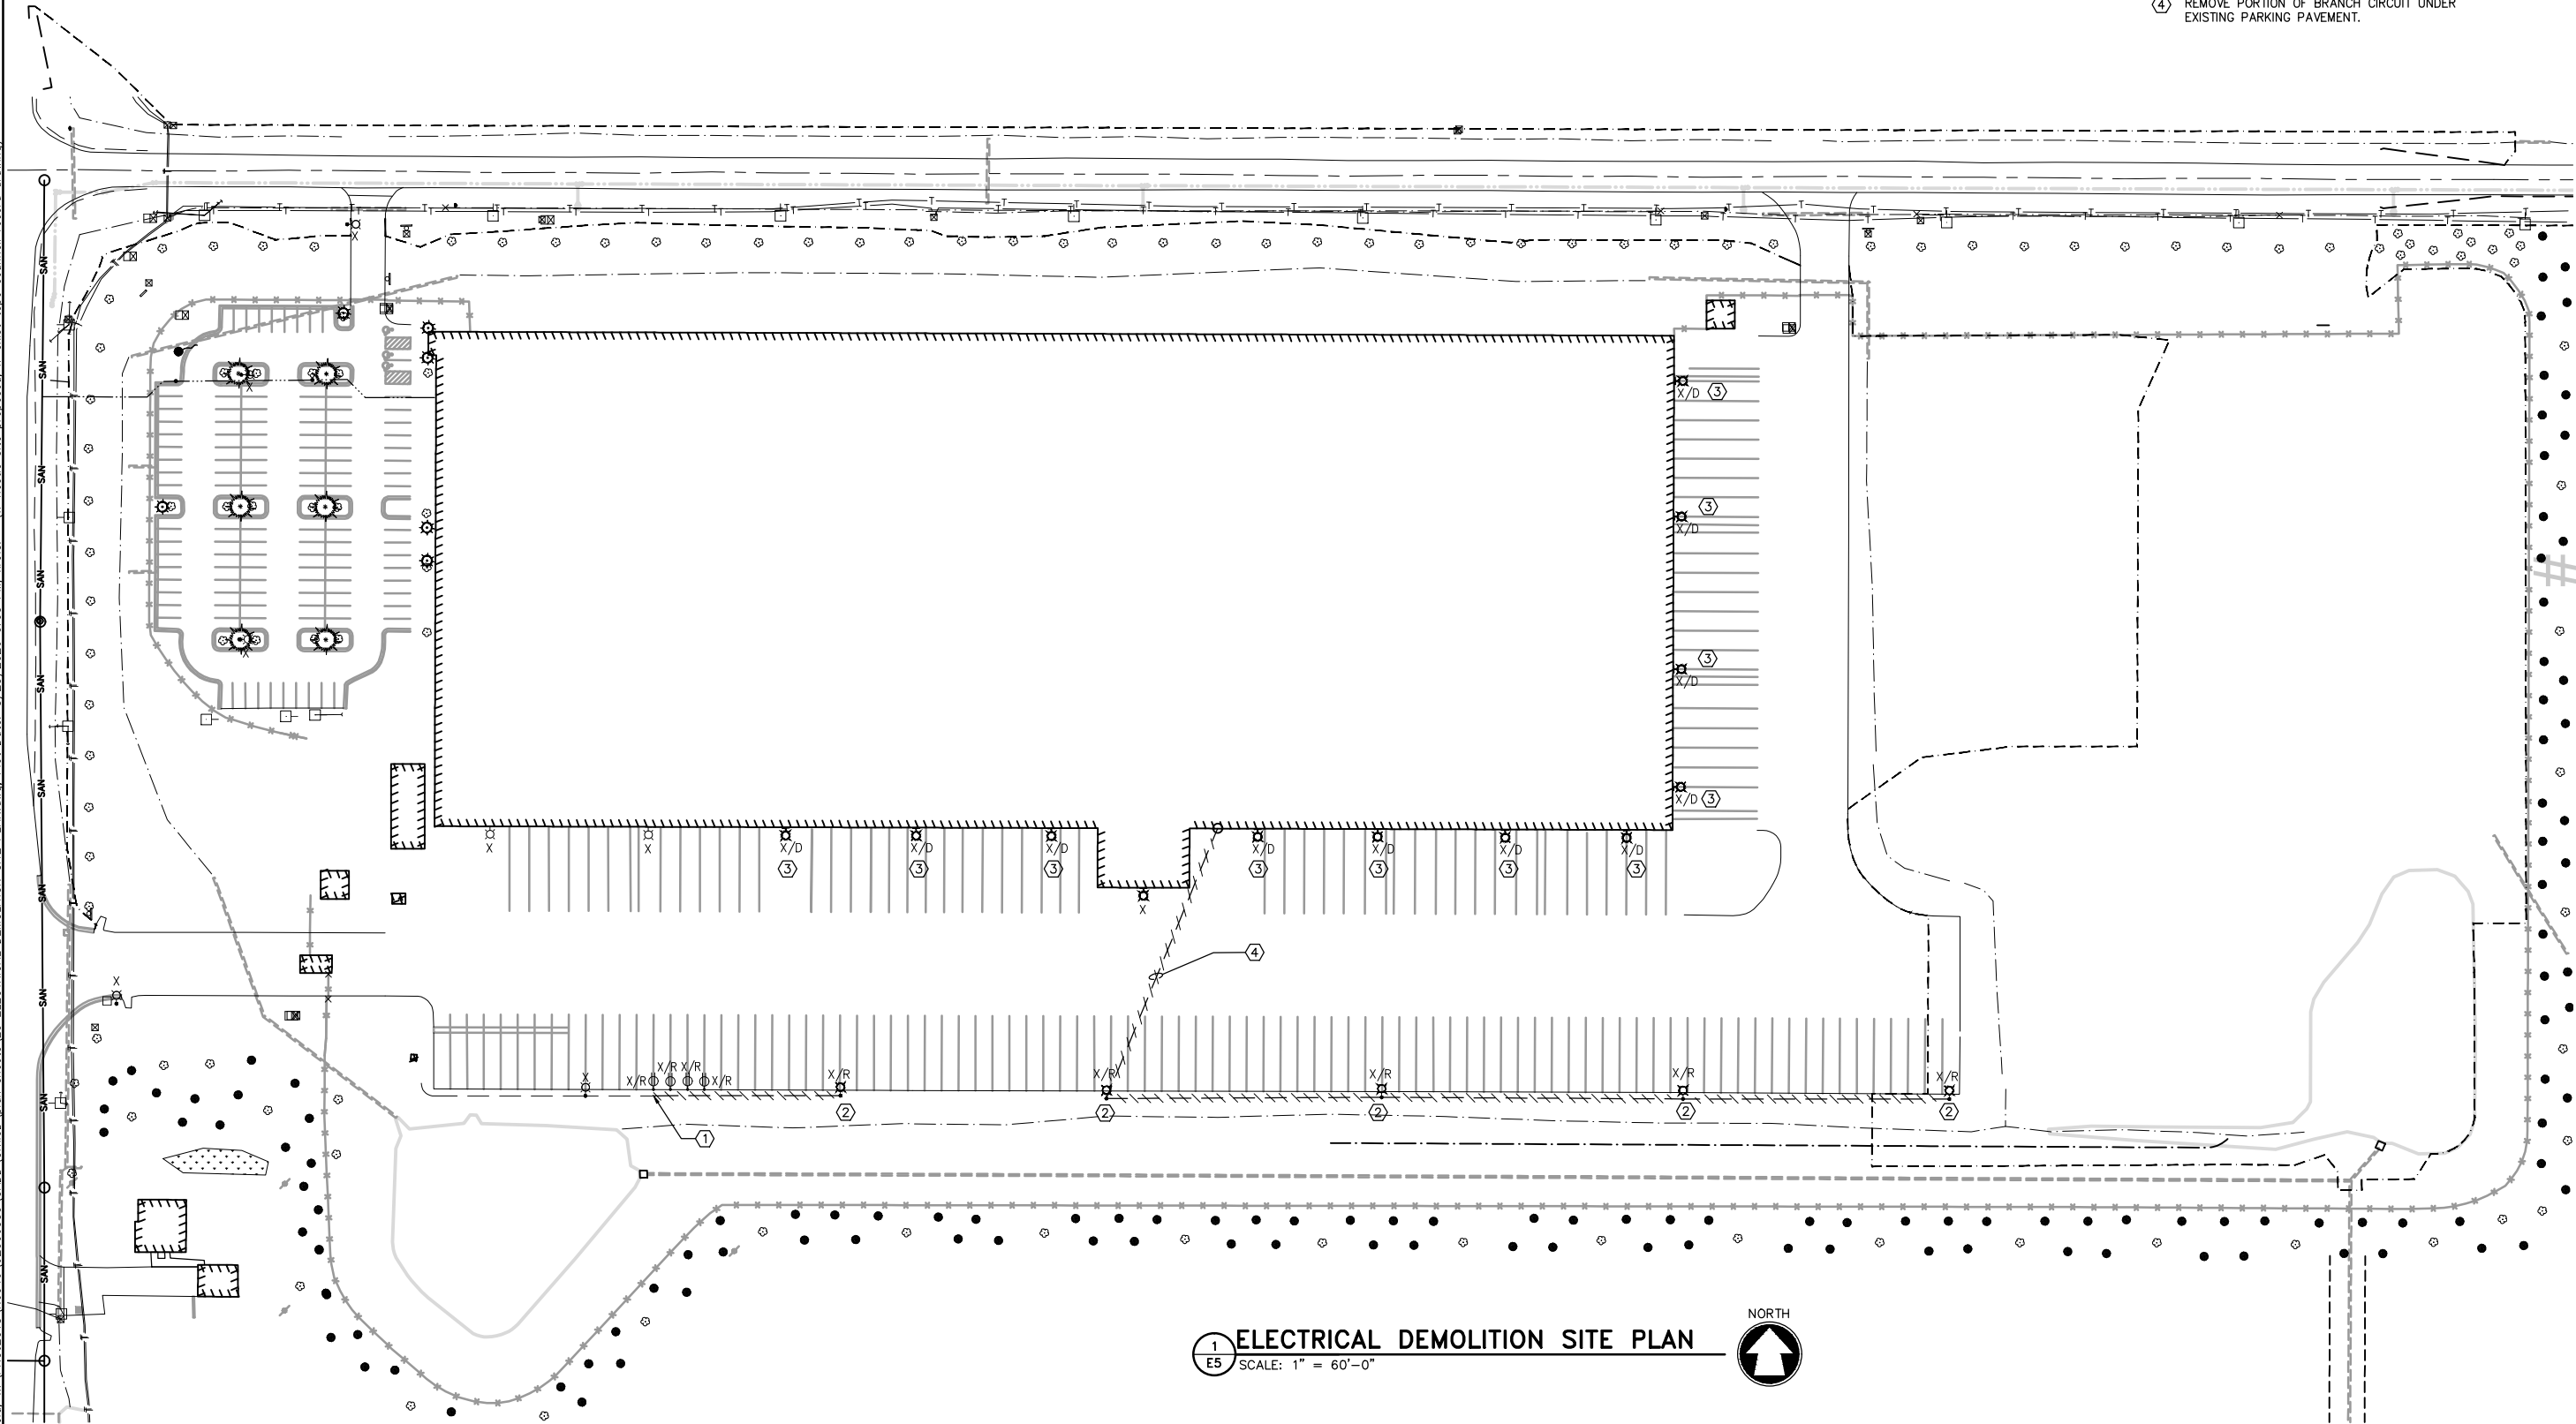 4 REMOVE PORTION OF BRANCH CIRCUIT UNDER
EXISTING PARKING PAVEMENT.
X
SAN
SAN
X/D 3
X
SAN
3
X/D
SAN
X
3
X/D
SAN
SAN
X/D 3
X X X/D X/D X/D X/D X/D X/D X/D
3 3 3 3 3 3 3
SAN
X
4
X
SAN
X/R X/R X/R X/R X/R X/R X/R
X X/R X/R
SAN
2 2 2 2 2
1
SAN
NORTH
1 ELECTRICAL DEMOLITION SITE PLAN
E5 SCALE: 1" = 60'-0"